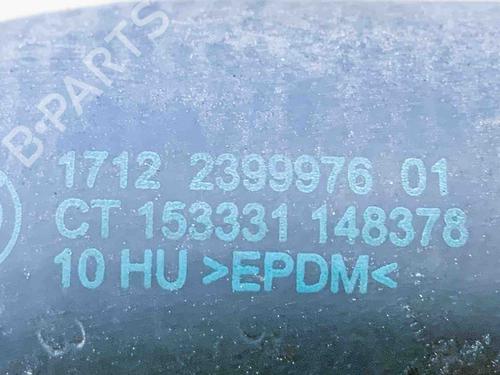 B-PARTS
1712 2399976 01
CT 153331 148378
10 HU >EPDM<